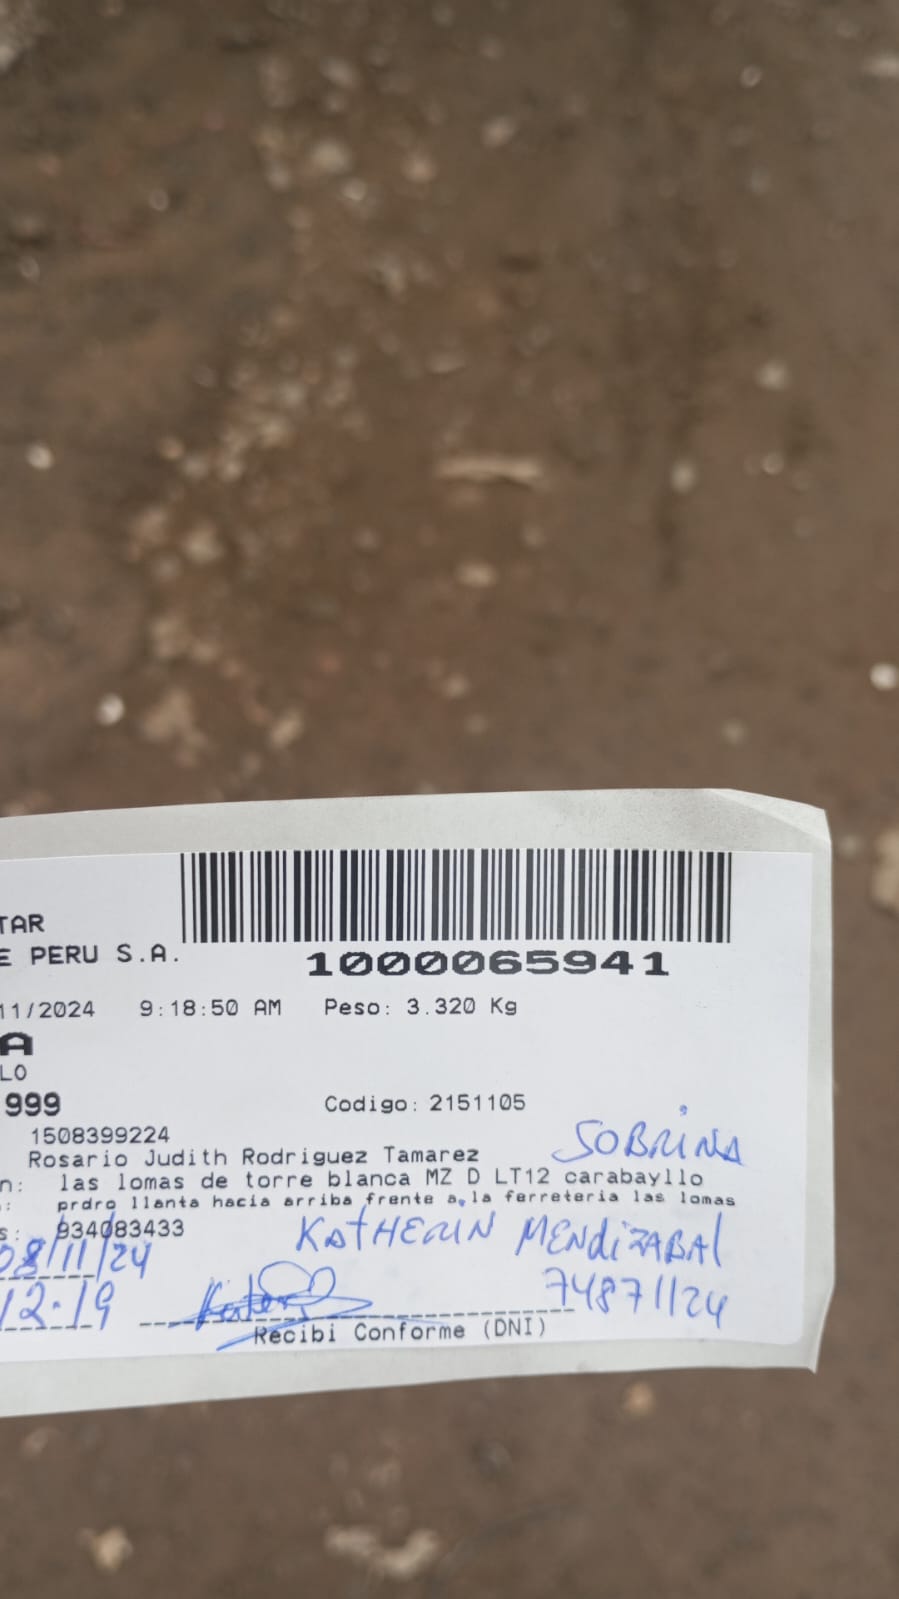 TAR
E PERU S.A.
1000065941
11/2024 9:18:50 AM Peso: 3.320 Kg
A
LO
999 Codigo: 2151105
1508399224
SOBRINA
Rosario Judith Rodriguez Tamarez
n: las lomas de torre blanca MZ D LT12 carabayllo
: prdro llanta hacia arriba frente a la ferreteria las lomas
s: 934083433
08/11/24 KATHERIN MENDIZABAL
12:19 74871124
Recibi Conforme (DNI)